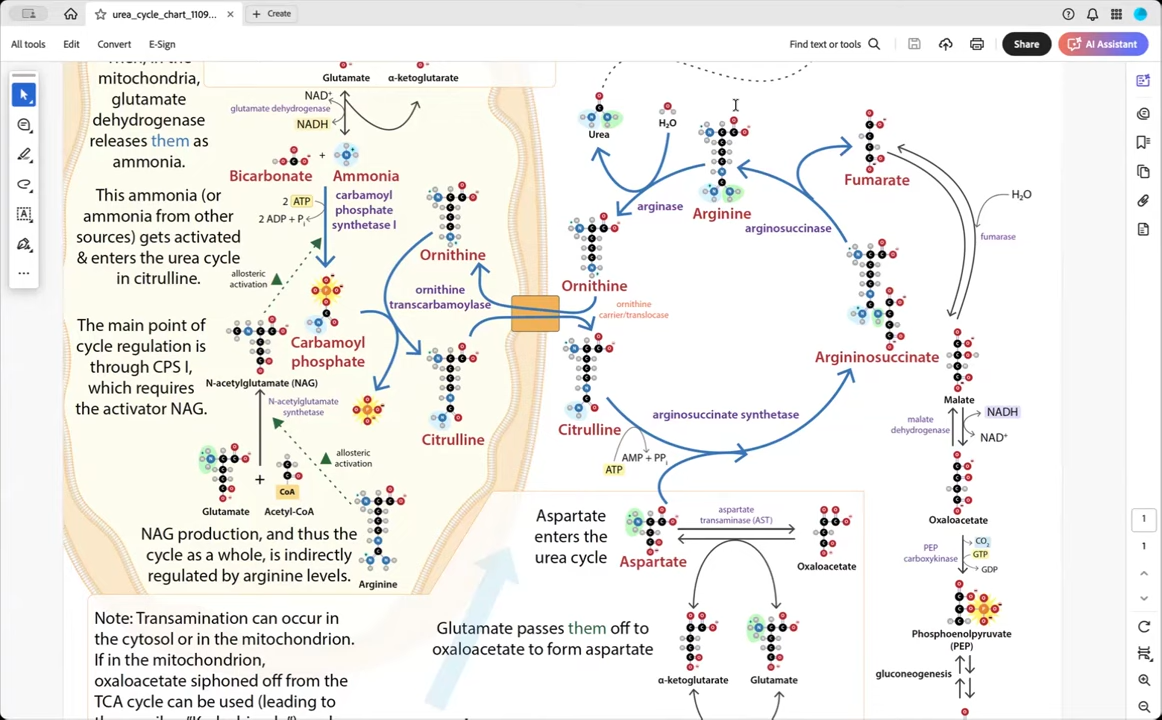 urea_cycle_chart_1109...
Create
All tools
Edit
Convert
E-Sign
Find text or tools
Share
AI Assistant
mitochondria,
glutamate
dehydrogenase
releases them as
ammonia.
This ammonia (or
ammonia from other
sources) gets activated
& enters the urea cycle
in citrulline.
The main point of
cycle regulation is
through CPS I,
which requires
the activator NAG.
Glutamate
α-ketoglutarate
NAD+
glutamate dehydrogenase
NADH
+
Bicarbonate
Ammonia
2 ATP
2 ADP + Pi
carbamoyl
phosphate
synthetase I
allosteric
activation
Ornithine
ornithine
transcarbamoylase
Carbamoyl
phosphate
N-acetylglutamate (NAG)
N-acetylglutamate
synthetase
Citrulline
allosteric
activation
Glutamate
+
CoA
Acetyl-CoA
Arginine
NAG production, and thus the
cycle as a whole, is indirectly
regulated by arginine levels.
Note: Transamination can occur in
the cytosol or in the mitochondrion.
If in the mitochondrion,
oxaloacetate siphoned off from the
TCA cycle can be used (leading to
Urea
H2O
arginase
Arginine
Ornithine
ornithine
carrier/translocase
Citrulline
ATP
AMP + PPi
arginosuccinate synthetase
arginosuccinase
Argininosuccinate
Fumarate
H2O
fumarase
Malate
malate
dehydrogenase
NADH
NAD+
Oxaloacetate
PEP
carboxykinase
CO2
GTP
GDP
Phosphoenolpyruvate
(PEP)
gluconeogenesis
Aspartate
enters the
urea cycle
Aspartate
aspartate
transaminase (AST)
Oxaloacetate
Glutamate passes them off to
oxaloacetate to form aspartate
α-ketoglutarate
Glutamate
1
1